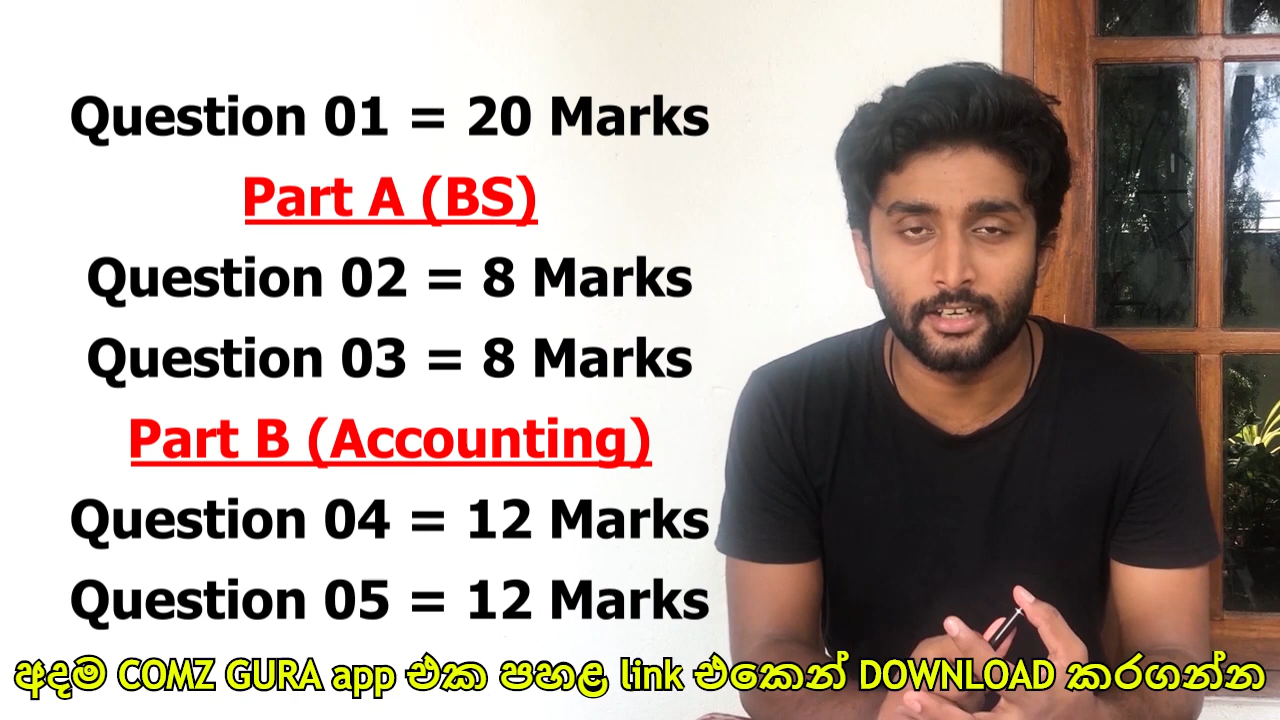 Question 01 = 20 Marks
Part A (BS)
Question 02 = 8 Marks
Question 03 = 8 Marks
Part B (Accounting)
Question 04 = 12 Marks
Question 05 = 12 Marks
අදම COMZ GURA app එක පහළ link එකෙන් DOWNLOAD කරගන්න